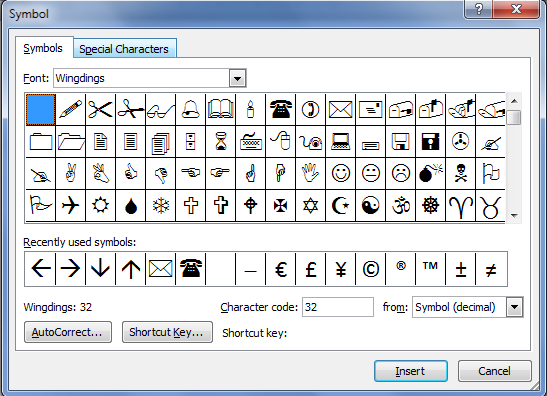 Symbol
Symbols Special Characters
Font: Wingdings
Recently used symbols:
← → ↓ ↑ ✉ ☎ – € £ ¥ © ® ™ ± ≠
Wingdings: 32 Character code: 32 from: Symbol (decimal)
AutoCorrect... Shortcut Key... Shortcut key:
Insert Cancel